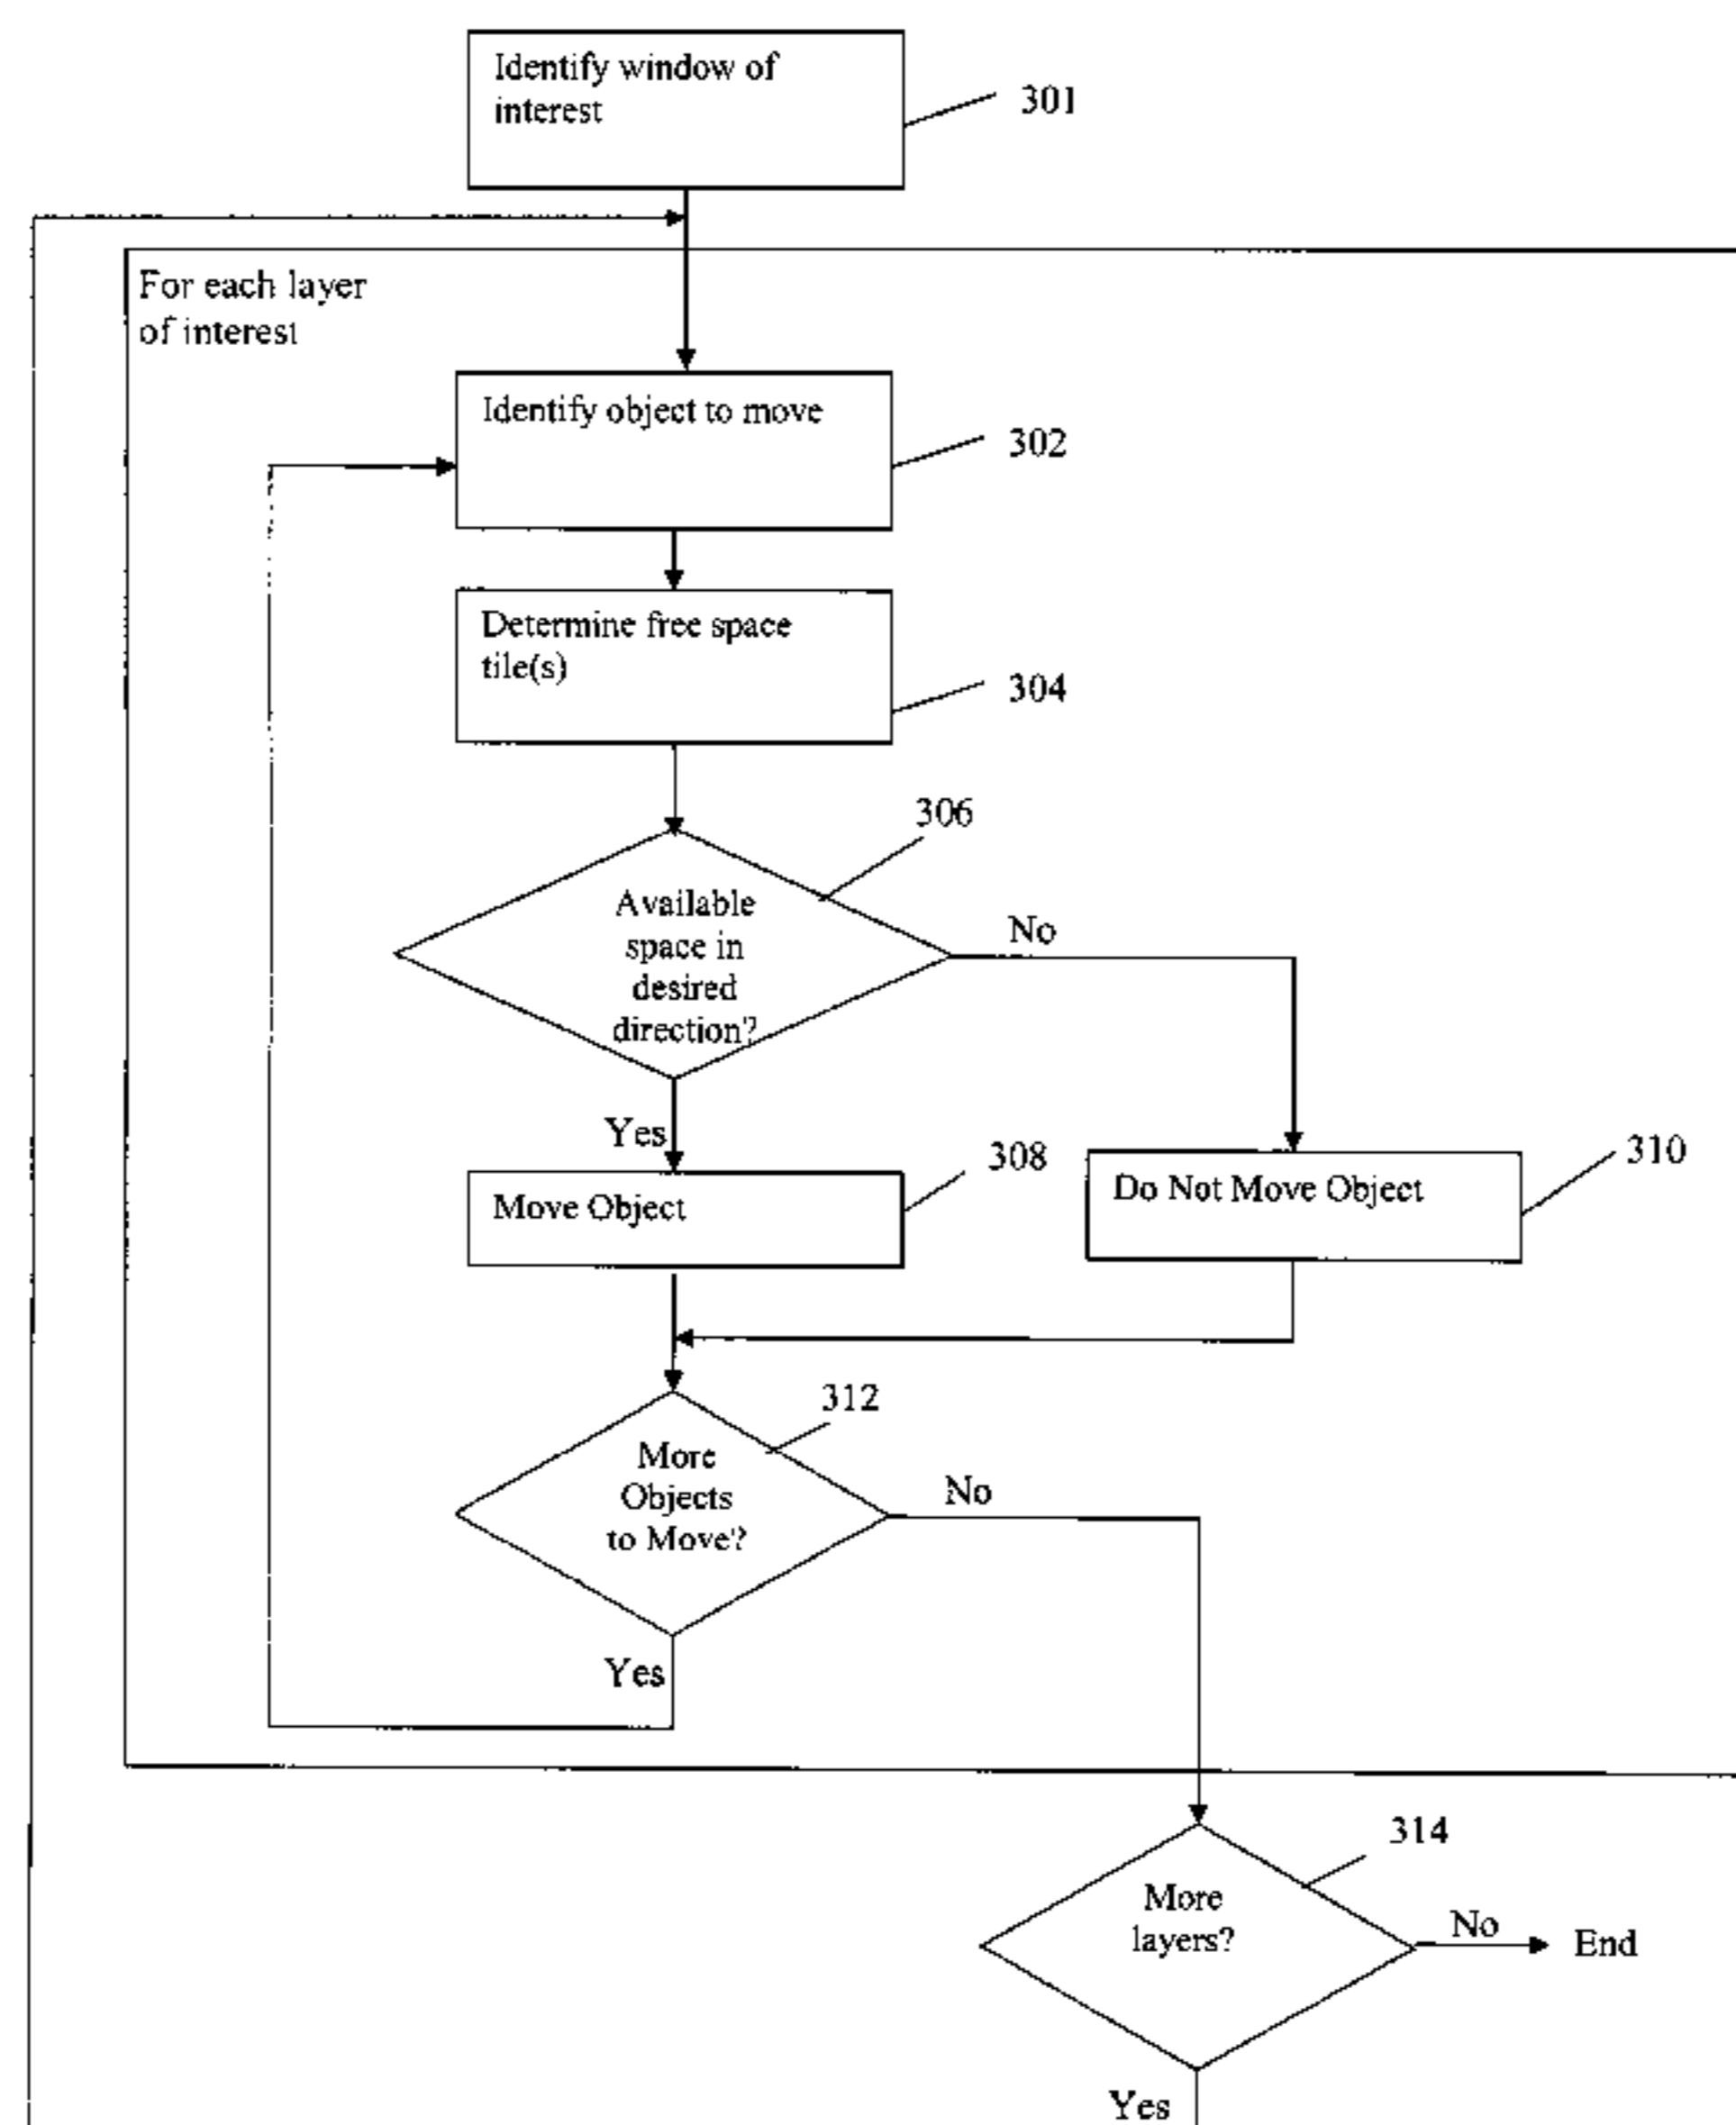 Identify window of
interest
301
For each layer
of interest
Identify object to move
302
Determine free space
tile(s)
304
306
Available
space in
desired
direction?
No
Yes
308
Move Object
310
Do Not Move Object
312
More
Objects
to Move?
No
Yes
314
More
layers?
No
End
Yes